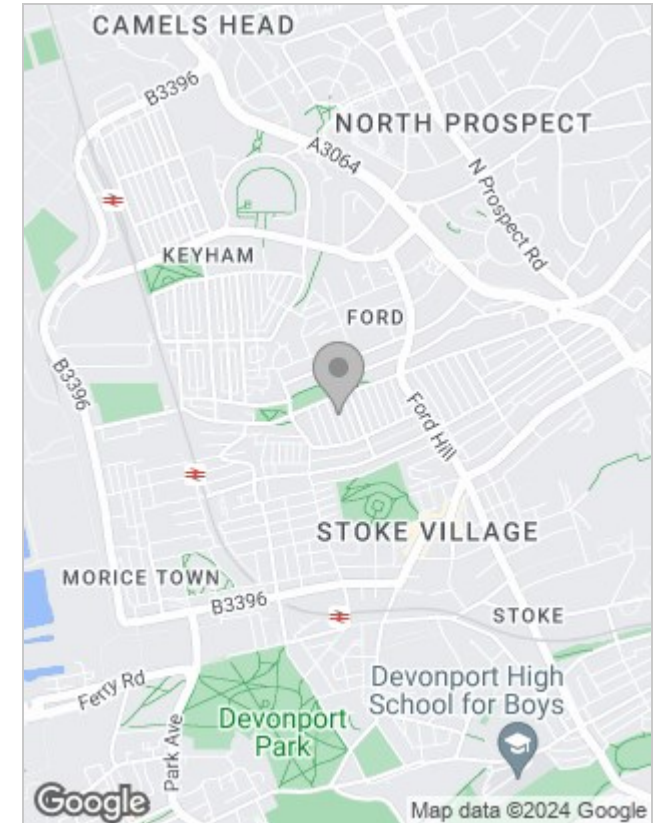 CAMELS HEAD
B3396
NORTH PROSPECT
A3064
N Prospect Rd
KEYHAM
FORD
B3396
Ford Hill
STOKE VILLAGE
MORICE TOWN
B3396
STOKE
Ferry Rd
Devonport High
School for Boys
Devonport
Park
Park Ave
Google
Map data ©2024 Google